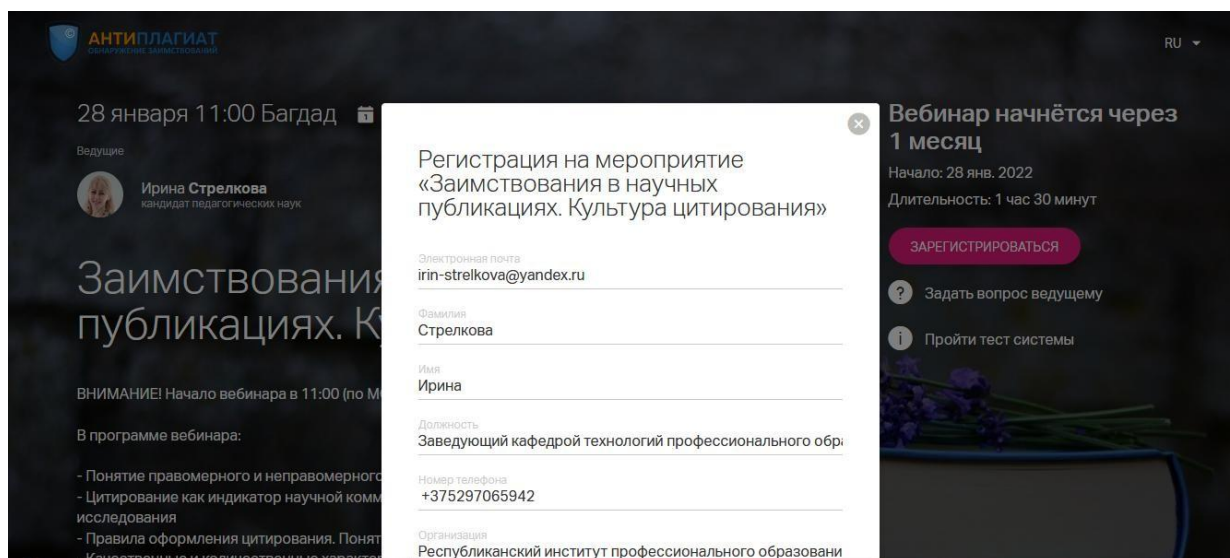 АНТИПЛАГИАТ
ОБНАРУЖЕНИЕ ЗАИМСТВОВАНИЙ
RU
28 января 11:00 Багдад
Ведущие
Ирина Стрелкова
кандидат педагогических наук
Заимствования
публикациях. К
ВНИМАНИЕ! Начало вебинара в 11:00 (по М
В программе вебинара:
- Понятие правомерного и неправомерного
- Цитирование как индикатор научной комм
исследования
- Правила оформления цитирования. Понят
- Качественные и количественные характер
Регистрация на мероприятие
«Заимствования в научных
публикациях. Культура цитирования»
Электронная почта
irin-strelkova@yandex.ru
Фамилия
Стрелкова
Имя
Ирина
Должность
Заведующий кафедрой технологий профессионального обра
Номер телефона
+375297065942
Организация
Республиканский институт профессионального образовани
Вебинар начнётся через
1 месяц
Начало: 28 янв. 2022
Длительность: 1 час 30 минут
ЗАРЕГИСТРИРОВАТЬСЯ
Задать вопрос ведущему
Пройти тест системы